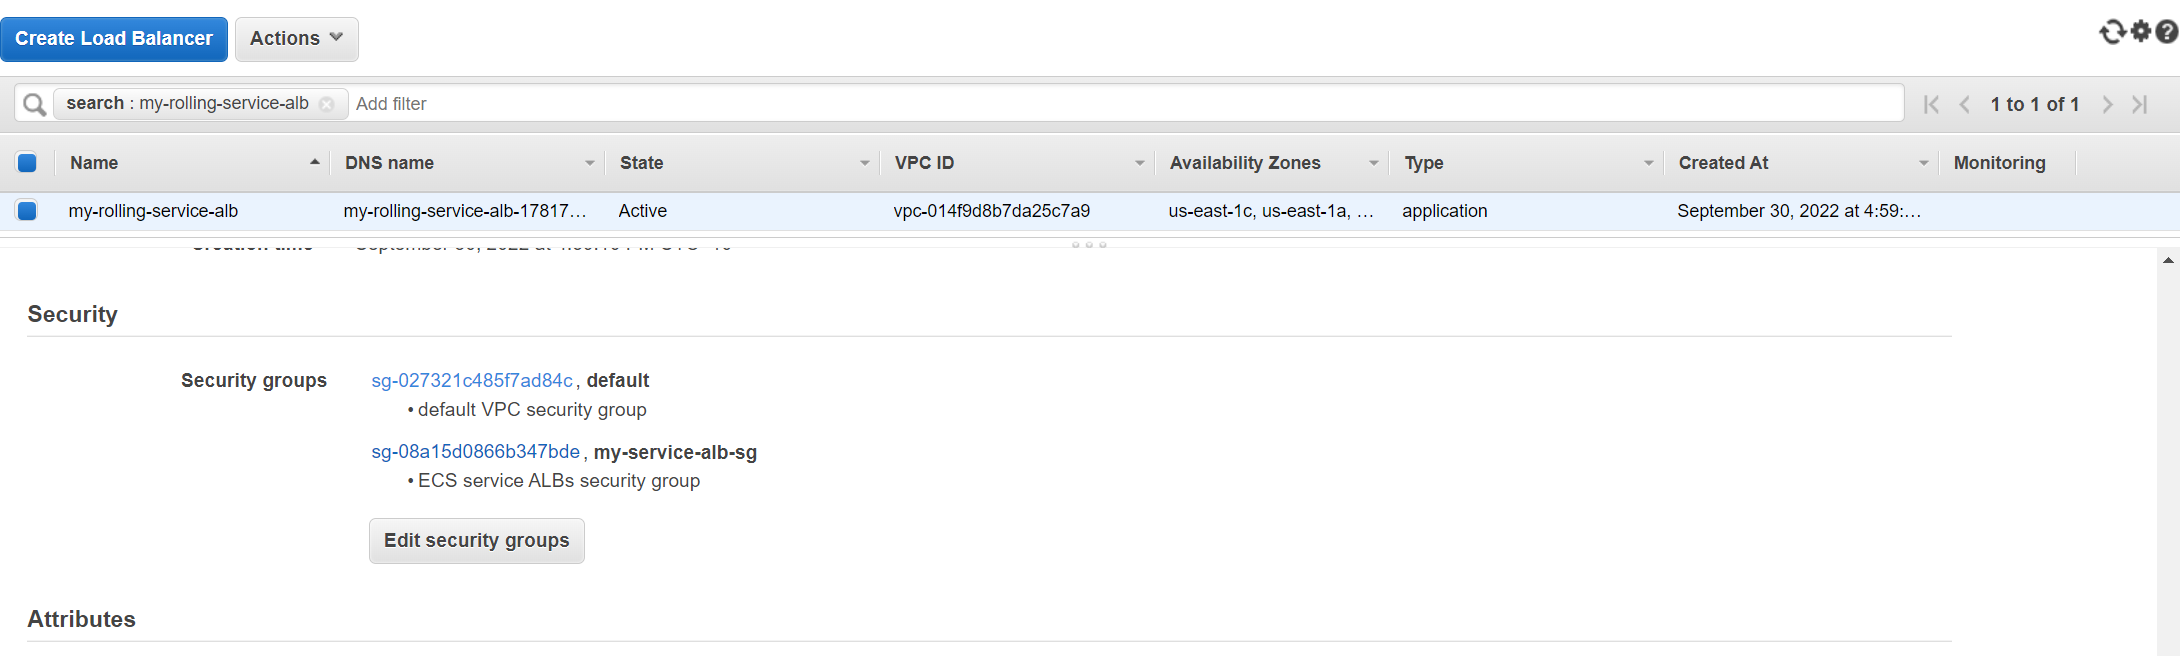 Create Load Balancer Actions
search : my-rolling-service-alb Add filter 1 to 1 of 1
Name DNS name State VPC ID Availability Zones Type Created At Monitoring
my-rolling-service-alb my-rolling-service-alb-17817… Active vpc-014f9d8b7da25c7a9 us-east-1c, us-east-1a, … application September 30, 2022 at 4:59:…
Creation time
Security
Security groups sg-027321c485f7ad84c, default
• default VPC security group
sg-08a15d0866b347bde, my-service-alb-sg
• ECS service ALBs security group
Edit security groups
Attributes